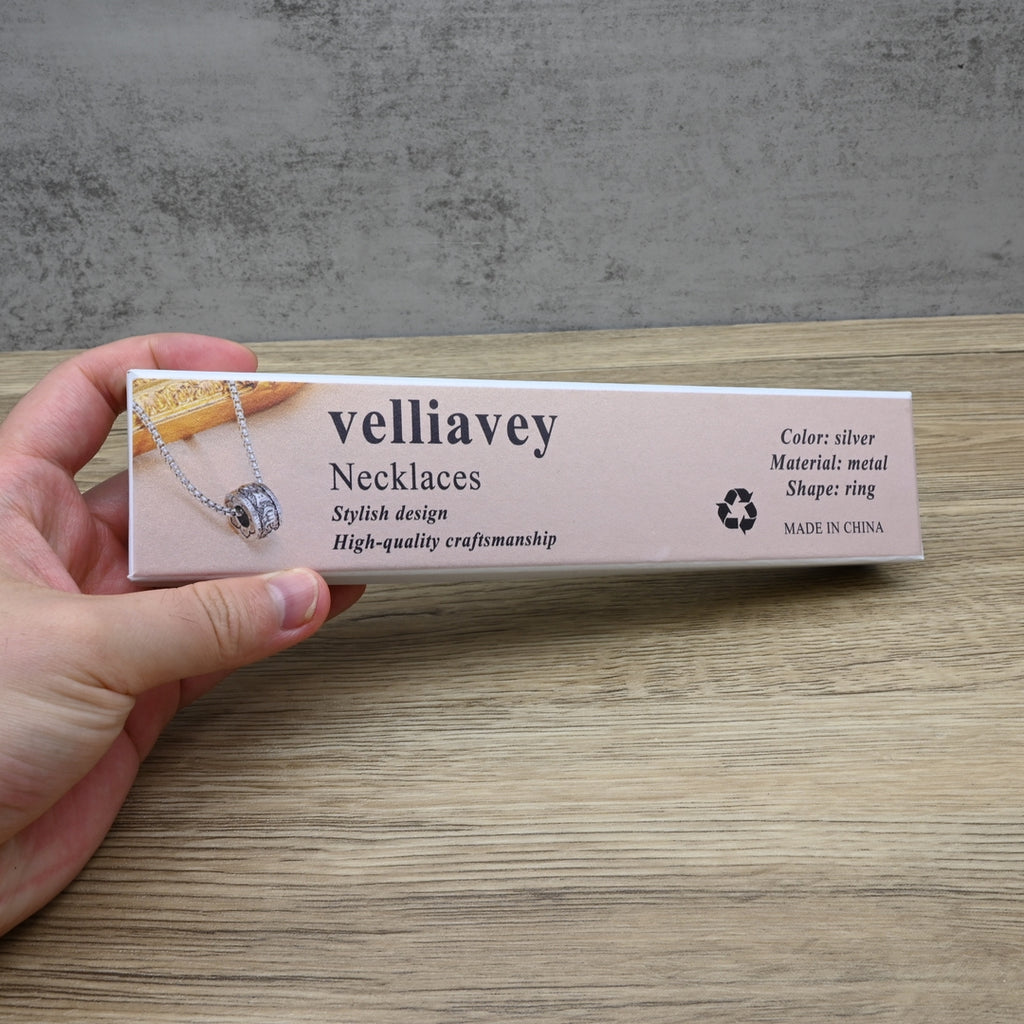 velliavey
Necklaces
Stylish design
High-quality craftsmanship
Color: silver
Material: metal
Shape: ring
MADE IN CHINA